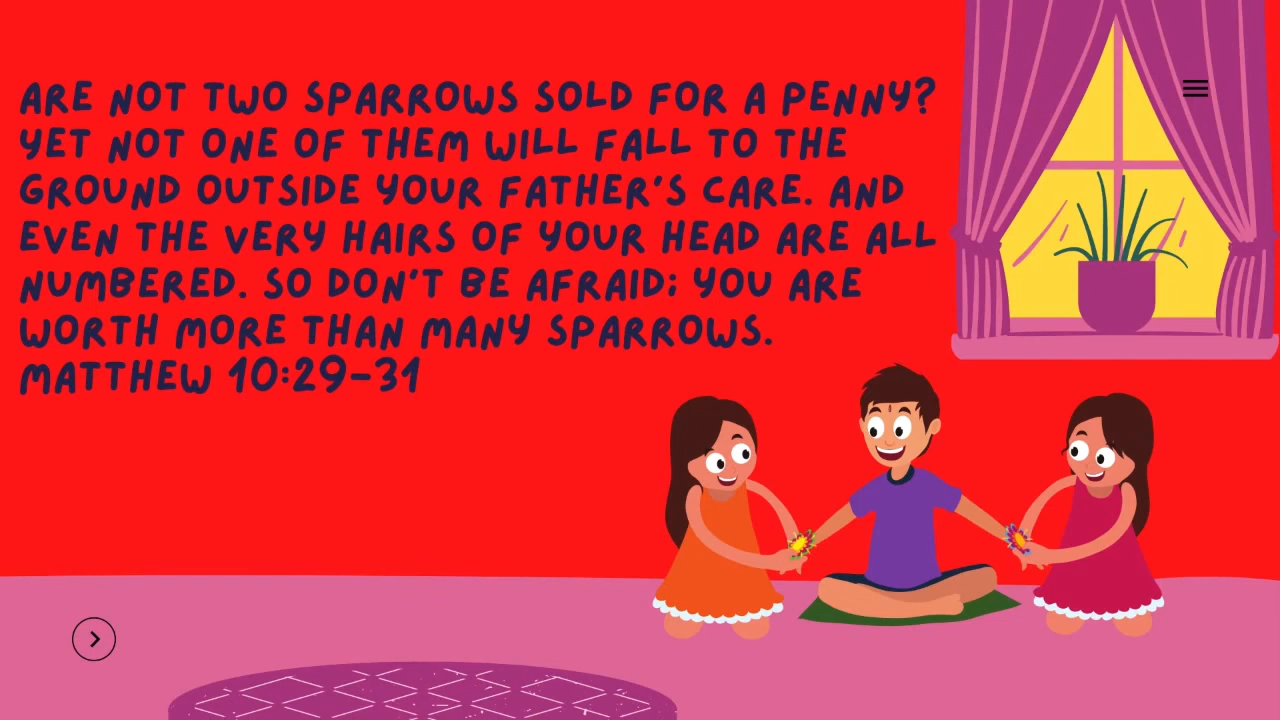 ARE NOT TWO SPARROWS SOLD FOR A PENNY?
YET NOT ONE OF THEM WILL FALL TO THE
GROUND OUTSIDE YOUR FATHER'S CARE. AND
EVEN THE VERY HAIRS OF YOUR HEAD ARE ALL
NUMBERED. SO DON'T BE AFRAID; YOU ARE
WORTH MORE THAN MANY SPARROWS.
MATTHEW 10:29-31